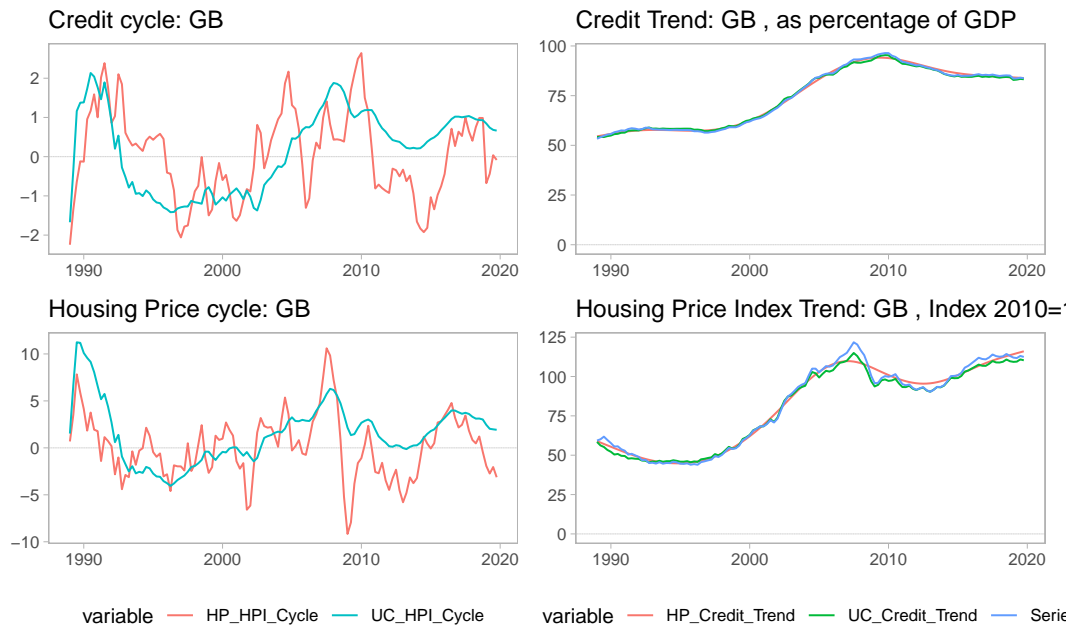 Credit cycle: GB
2
1
0
−1
−2
1990 2000 2010 2020
Credit Trend: GB , as percentage of GDP
100
75
50
25
0
1990 2000 2010 2020
Housing Price cycle: GB
10
5
0
−5
−10
1990 2000 2010 2020
Housing Price Index Trend: GB , Index 2010=
125
100
75
50
25
0
1990 2000 2010 2020
variable HP_HPI_Cycle UC_HPI_Cycle
variable HP_Credit_Trend UC_Credit_Trend Serie